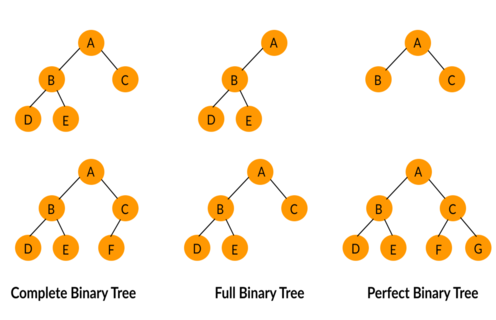 A A A
B C B B C
D E D E
A A A
B C B C B C
D E F D E D E F G
Complete Binary Tree Full Binary Tree Perfect Binary Tree